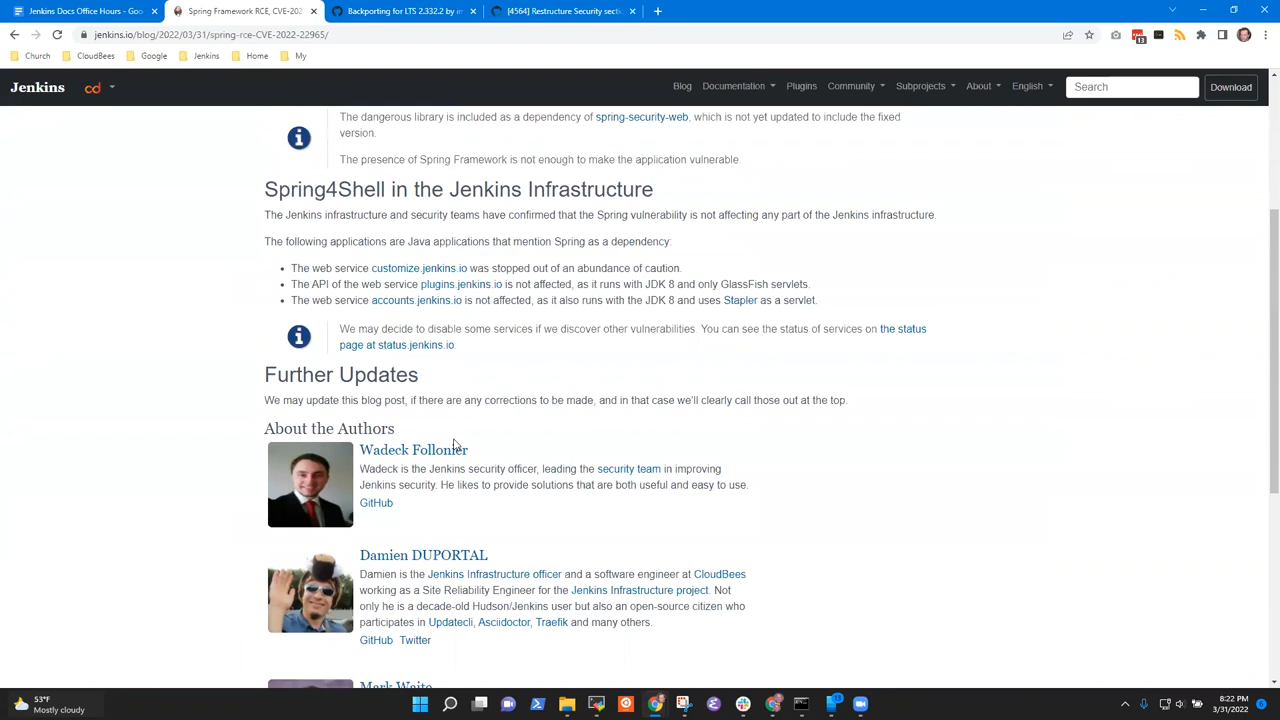 Jenkins Docs Office Hours - Goo
Spring Framework RCE, CVE-202
Backporting for LTS 2.332.2 by
[4564] Restructure Security sect
jenkins.io/blog/2022/03/31/spring-rce-CVE-2022-22965/
13
Church
CloudBees
Google
Jenkins
Home
My
Jenkins
cd
Blog
Documentation
Plugins
Community
Subprojects
About
English
Search
Download
The dangerous library is included as a dependency of spring-security-web, which is not yet updated to include the fixed
version.
The presence of Spring Framework is not enough to make the application vulnerable.
Spring4Shell in the Jenkins Infrastructure
The Jenkins infrastructure and security teams have confirmed that the Spring vulnerability is not affecting any part of the Jenkins infrastructure.
The following applications are Java applications that mention Spring as a dependency:
• The web service customize.jenkins.io was stopped out of an abundance of caution.
• The API of the web service plugins.jenkins.io is not affected, as it runs with JDK 8 and only GlassFish servlets.
• The web service accounts.jenkins.io is not affected, as it also runs with the JDK 8 and uses Stapler as a servlet.
We may decide to disable some services if we discover other vulnerabilities. You can see the status of services on the status
page at status.jenkins.io.
Further Updates
We may update this blog post, if there are any corrections to be made, and in that case we'll clearly call those out at the top.
About the Authors
Wadeck Follonier
Wadeck is the Jenkins security officer, leading the security team in improving
Jenkins security. He likes to provide solutions that are both useful and easy to use.
GitHub
Damien DUPORTAL
Damien is the Jenkins Infrastructure officer and a software engineer at CloudBees
working as a Site Reliability Engineer for the Jenkins Infrastructure project. Not
only he is a decade-old Hudson/Jenkins user but also an open-source citizen who
participates in Updatecli, Asciidoctor, Traefik and many others.
GitHub Twitter
Mark Waite
53°F
Mostly cloudy
8:22 PM
3/31/2022